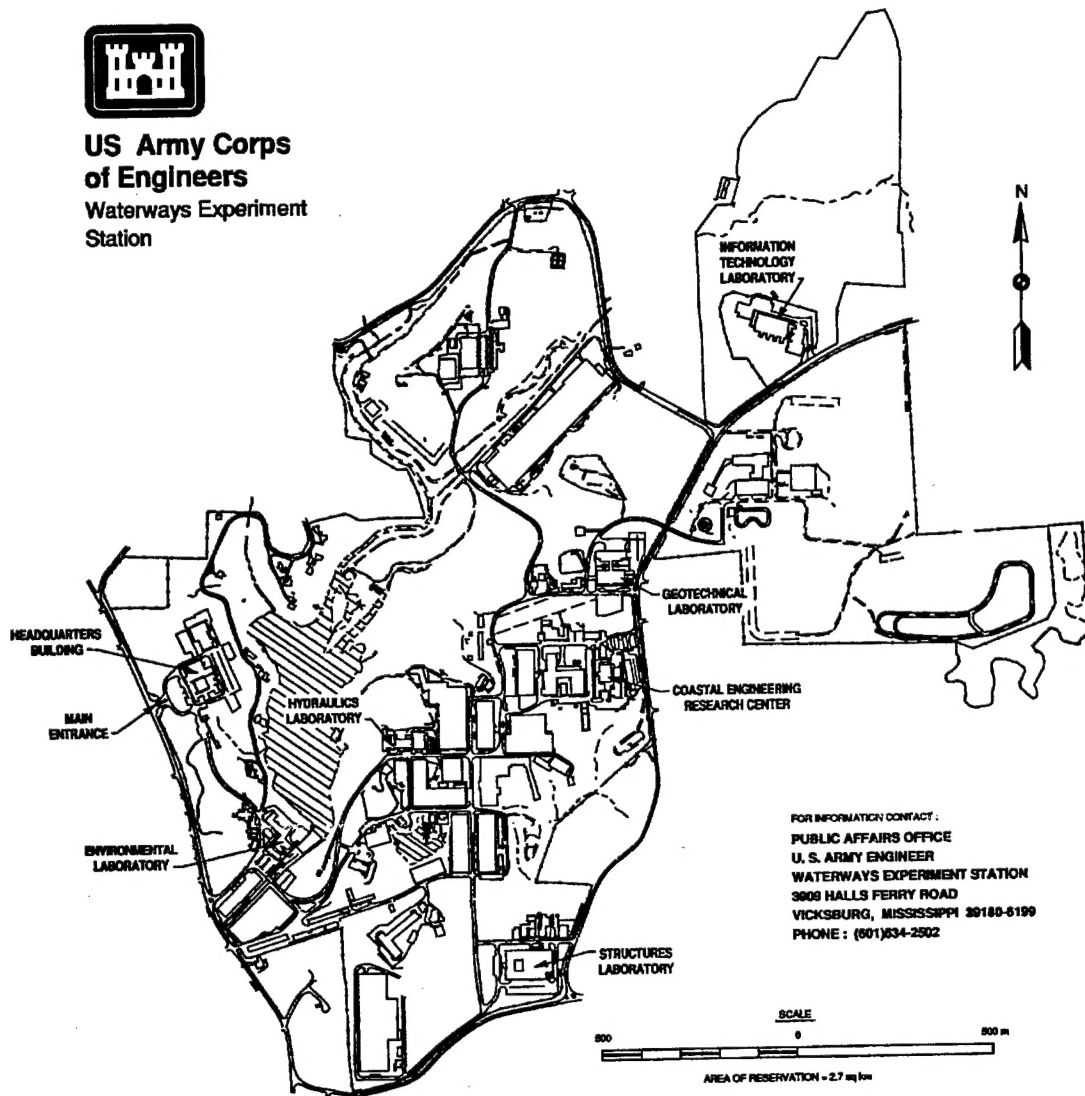 US Army Corps
of Engineers
Waterways Experiment
Station
N
INFORMATION
TECHNOLOGY
LABORATORY
GEOTECHNICAL
LABORATORY
HEADQUARTERS
BUILDING
HYDRAULICS
LABORATORY
COASTAL ENGINEERING
RESEARCH CENTER
MAIN
ENTRANCE
ENVIRONMENTAL
LABORATORY
FOR INFORMATION CONTACT :
PUBLIC AFFAIRS OFFICE
U. S. ARMY ENGINEER
WATERWAYS EXPERIMENT STATION
3909 HALLS FERRY ROAD
VICKSBURG, MISSISSIPPI 39180-6199
PHONE : (601)634-2502
STRUCTURES
LABORATORY
SCALE
500 0 500 m
AREA OF RESERVATION = 2.7 sq km